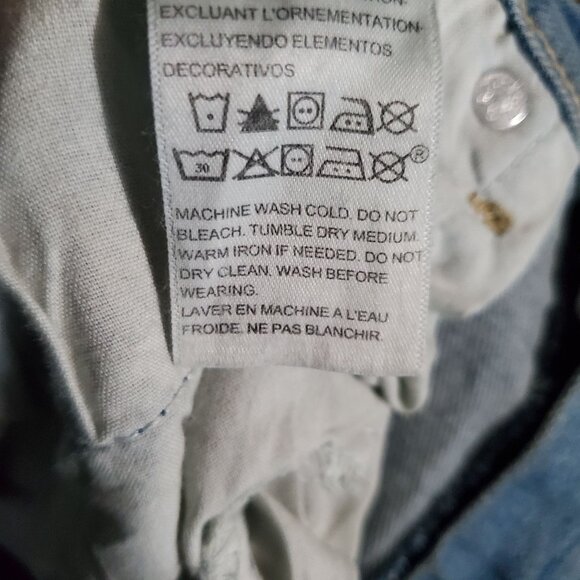 EXCLUANT L'ORNEMENTATION-
EXCLUYENDO ELEMENTOS
DECORATIVOS
30
®
MACHINE WASH COLD. DO NOT
BLEACH. TUMBLE DRY MEDIUM.
WARM IRON IF NEEDED. DO NOT
DRY CLEAN. WASH BEFORE
WEARING.
LAVER EN MACHINE A L'EAU
FROIDE. NE PAS BLANCHIR.